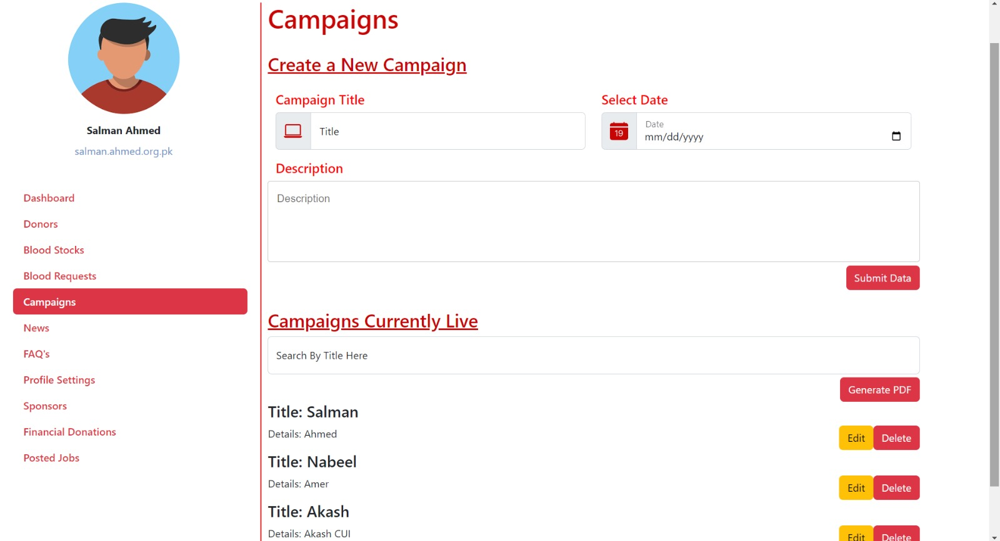 Salman Ahmed
salman.ahmed.org.pk
Dashboard
Donors
Blood Stocks
Blood Requests
Campaigns
News
FAQ's
Profile Settings
Sponsors
Financial Donations
Posted Jobs
Campaigns
Create a New Campaign
Campaign Title
Title
Select Date
19
Date
mm/dd/yyyy
Description
Description
Submit Data
Campaigns Currently Live
Search By Title Here
Generate PDF
Title: Salman
Details: Ahmed
Edit Delete
Title: Nabeel
Details: Amer
Edit Delete
Title: Akash
Details: Akash CUI
Edit Delete